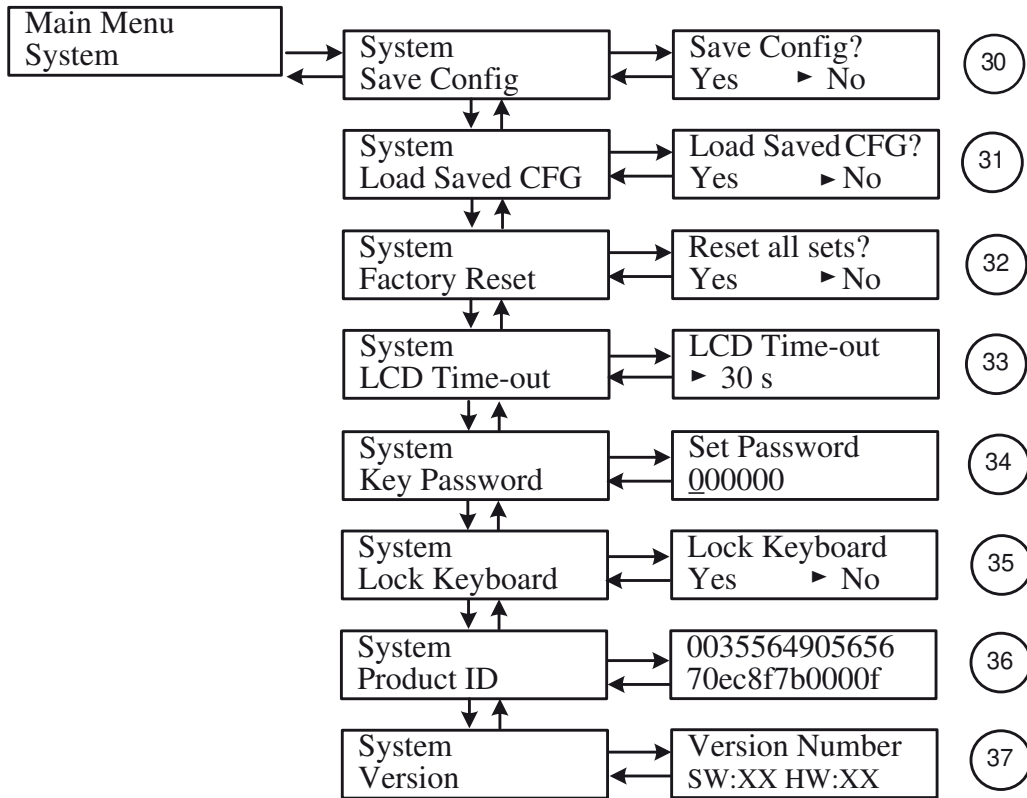 Main Menu
System
System
Save Config
Save Config?
Yes ► No
30
System
Load Saved CFG
Load Saved CFG?
Yes ► No
31
System
Factory Reset
Reset all sets?
Yes ► No
32
System
LCD Time-out
LCD Time-out
► 30 s
33
System
Key Password
Set Password
000000
34
System
Lock Keyboard
Lock Keyboard
Yes ► No
35
System
Product ID
0035564905656
70ec8f7b0000f
36
System
Version
Version Number
SW:XX HW:XX
37